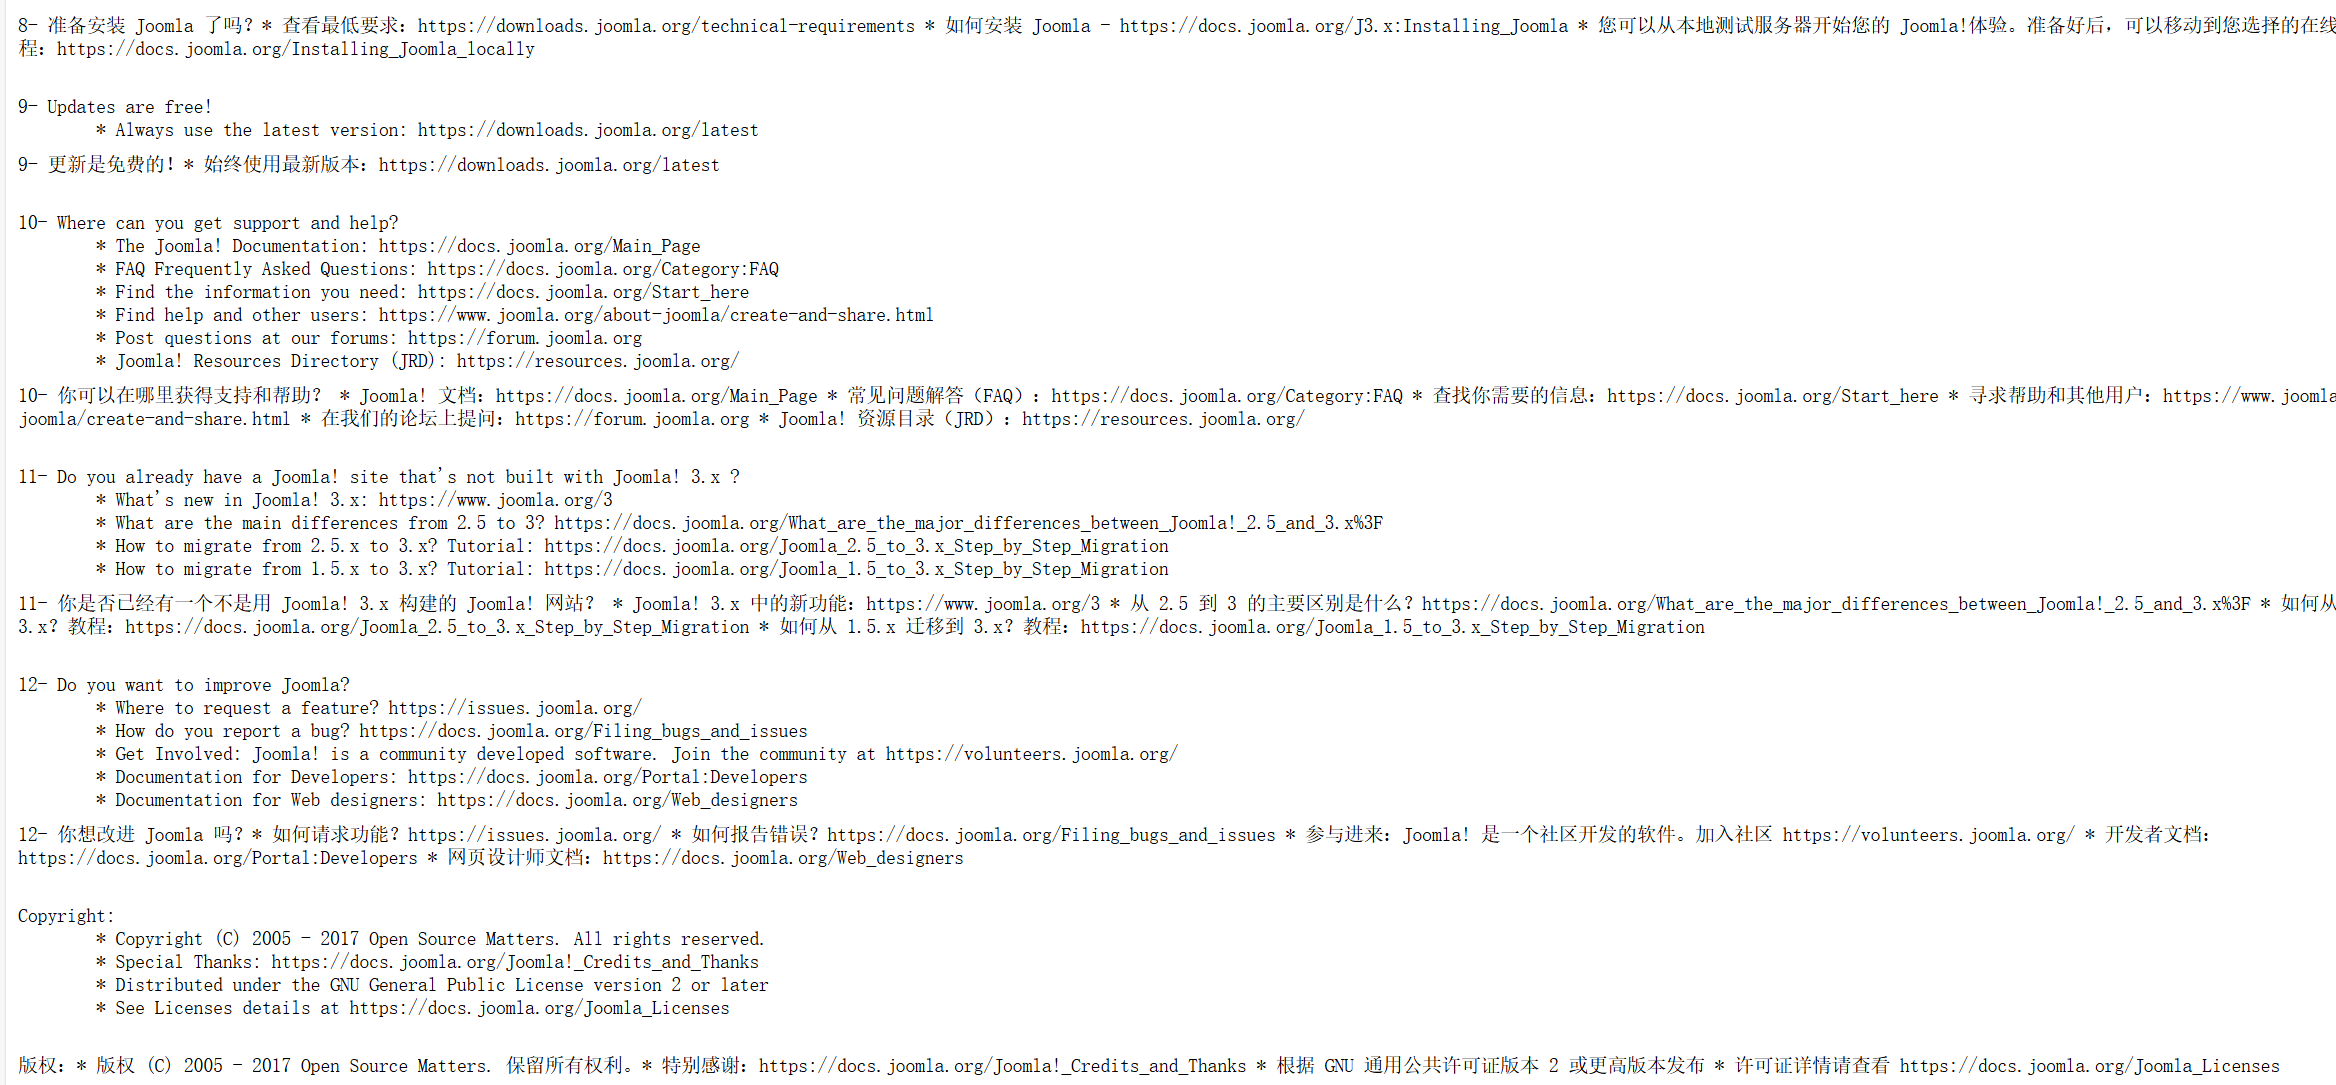 8- 准备安装 Joomla 了吗？* 查看最低要求：https://downloads.joomla.org/technical-requirements * 如何安装 Joomla - https://docs.joomla.org/J3.x:Installing_Joomla * 您可以从本地测试服务器开始您的 Joomla!体验。准备好后，可以移动到您选择的在线
程：https://docs.joomla.org/Installing_Joomla_locally
9- Updates are free!
* Always use the latest version: https://downloads.joomla.org/latest
9- 更新是免费的！* 始终使用最新版本：https://downloads.joomla.org/latest
10- Where can you get support and help?
* The Joomla! Documentation: https://docs.joomla.org/Main_Page
* FAQ Frequently Asked Questions: https://docs.joomla.org/Category:FAQ
* Find the information you need: https://docs.joomla.org/Start_here
* Find help and other users: https://www.joomla.org/about-joomla/create-and-share.html
* Post questions at our forums: https://forum.joomla.org
* Joomla! Resources Directory (JRD): https://resources.joomla.org/
10- 你可以在哪里获得支持和帮助？ * Joomla! 文档：https://docs.joomla.org/Main_Page * 常见问题解答（FAQ）：https://docs.joomla.org/Category:FAQ * 查找你需要的信息：https://docs.joomla.org/Start_here * 寻求帮助和其他用户：https://www.joomla
joomla/create-and-share.html * 在我们的论坛上提问：https://forum.joomla.org * Joomla! 资源目录（JRD）：https://resources.joomla.org/
11- Do you already have a Joomla! site that's not built with Joomla! 3.x ?
* What's new in Joomla! 3.x: https://www.joomla.org/3
* What are the main differences from 2.5 to 3? https://docs.joomla.org/What_are_the_major_differences_between_Joomla!_2.5_and_3.x%3F
* How to migrate from 2.5.x to 3.x? Tutorial: https://docs.joomla.org/Joomla_2.5_to_3.x_Step_by_Step_Migration
* How to migrate from 1.5.x to 3.x? Tutorial: https://docs.joomla.org/Joomla_1.5_to_3.x_Step_by_Step_Migration
11- 你是否已经有一个不是用 Joomla! 3.x 构建的 Joomla! 网站？ * Joomla! 3.x 中的新功能：https://www.joomla.org/3 * 从 2.5 到 3 的主要区别是什么？https://docs.joomla.org/What_are_the_major_differences_between_Joomla!_2.5_and_3.x%3F * 如何从
3.x？教程：https://docs.joomla.org/Joomla_2.5_to_3.x_Step_by_Step_Migration * 如何从 1.5.x 迁移到 3.x？教程：https://docs.joomla.org/Joomla_1.5_to_3.x_Step_by_Step_Migration
12- Do you want to improve Joomla?
* Where to request a feature? https://issues.joomla.org/
* How do you report a bug? https://docs.joomla.org/Filing_bugs_and_issues
* Get Involved: Joomla! is a community developed software. Join the community at https://volunteers.joomla.org/
* Documentation for Developers: https://docs.joomla.org/Portal:Developers
* Documentation for Web designers: https://docs.joomla.org/Web_designers
12- 你想改进 Joomla 吗？* 如何请求功能？https://issues.joomla.org/ * 如何报告错误？https://docs.joomla.org/Filing_bugs_and_issues * 参与进来：Joomla! 是一个社区开发的软件。加入社区 https://volunteers.joomla.org/ * 开发者文档：
https://docs.joomla.org/Portal:Developers * 网页设计师文档：https://docs.joomla.org/Web_designers
Copyright:
* Copyright (C) 2005 - 2017 Open Source Matters. All rights reserved.
* Special Thanks: https://docs.joomla.org/Joomla!_Credits_and_Thanks
* Distributed under the GNU General Public License version 2 or later
* See Licenses details at https://docs.joomla.org/Joomla_Licenses
版权：* 版权 (C) 2005 - 2017 Open Source Matters. 保留所有权利。* 特别感谢：https://docs.joomla.org/Joomla!_Credits_and_Thanks * 根据 GNU 通用公共许可证版本 2 或更高版本发布 * 许可证详情请查看 https://docs.joomla.org/Joomla_Licenses